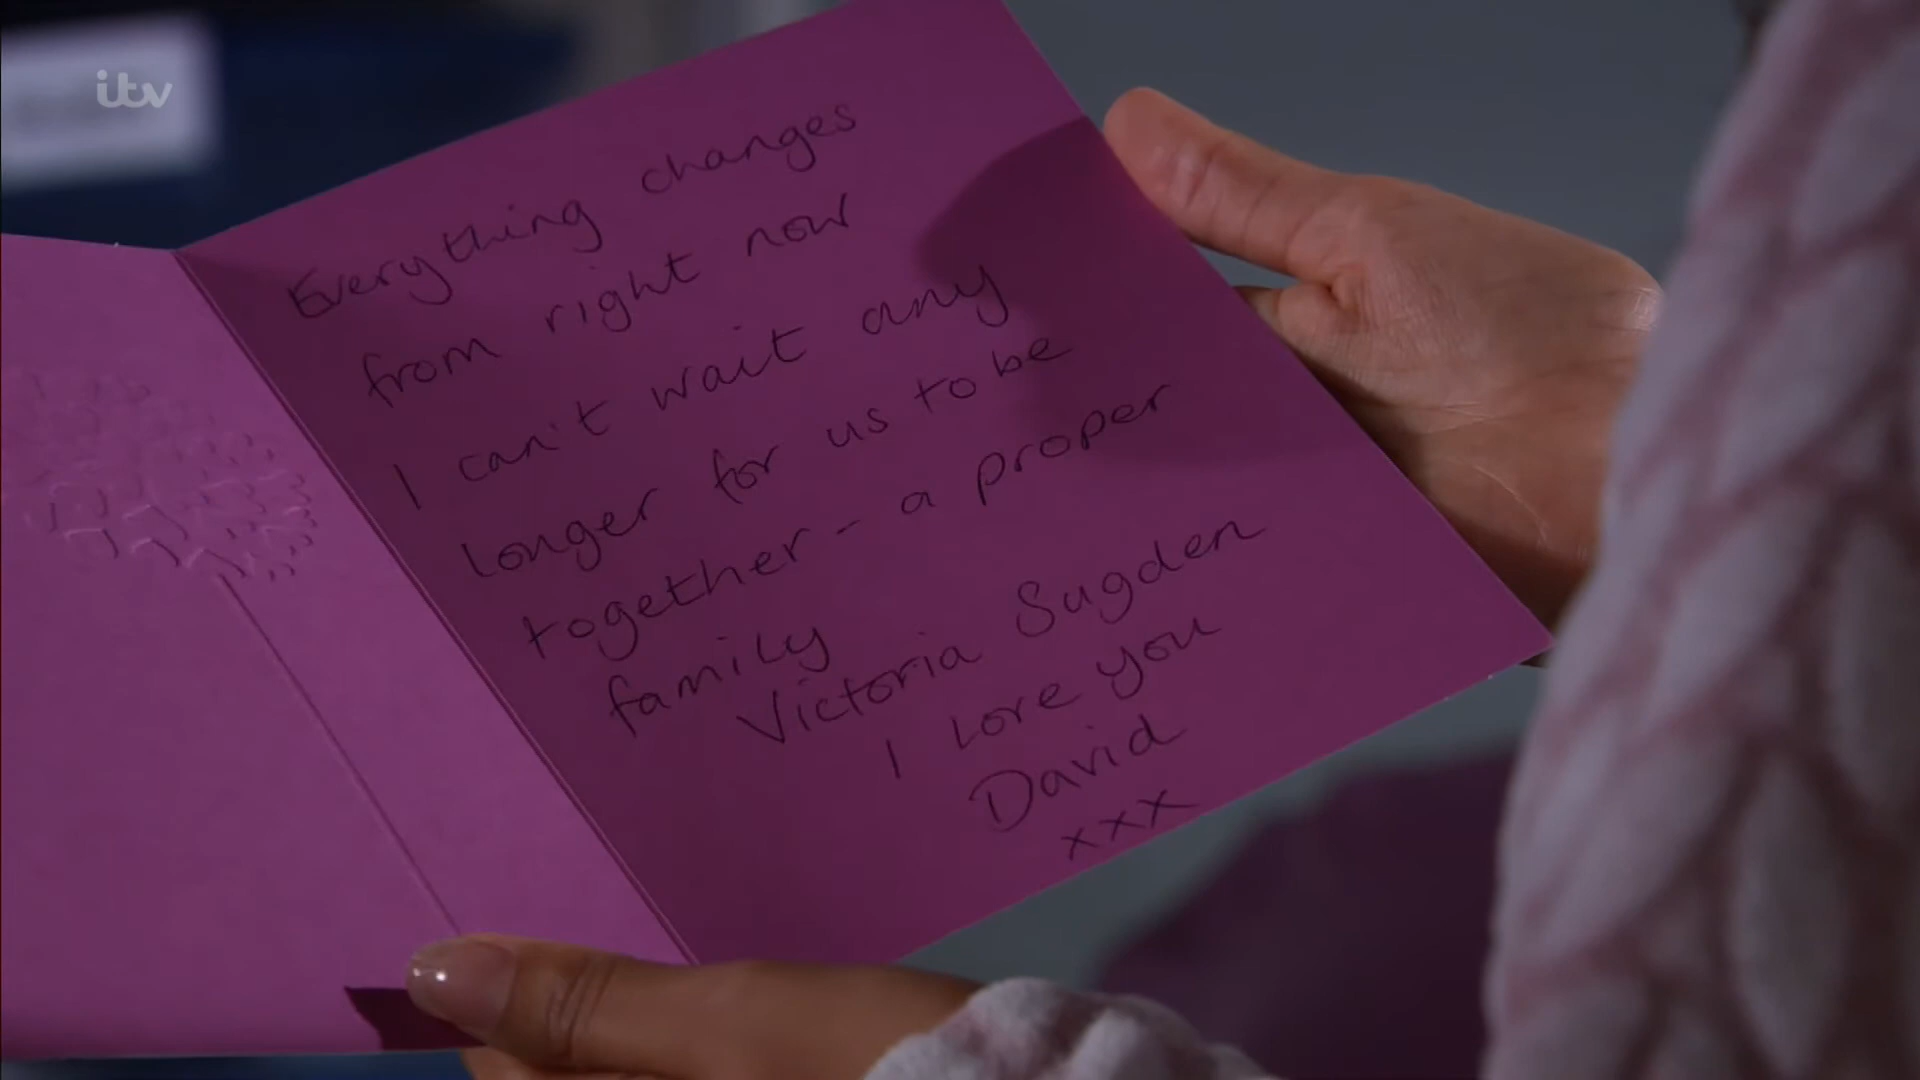 itv
Everything changes
from right now
I can't wait any
longer for us to be
together - a proper
family
Victoria Sugden
I love you
David
xxx